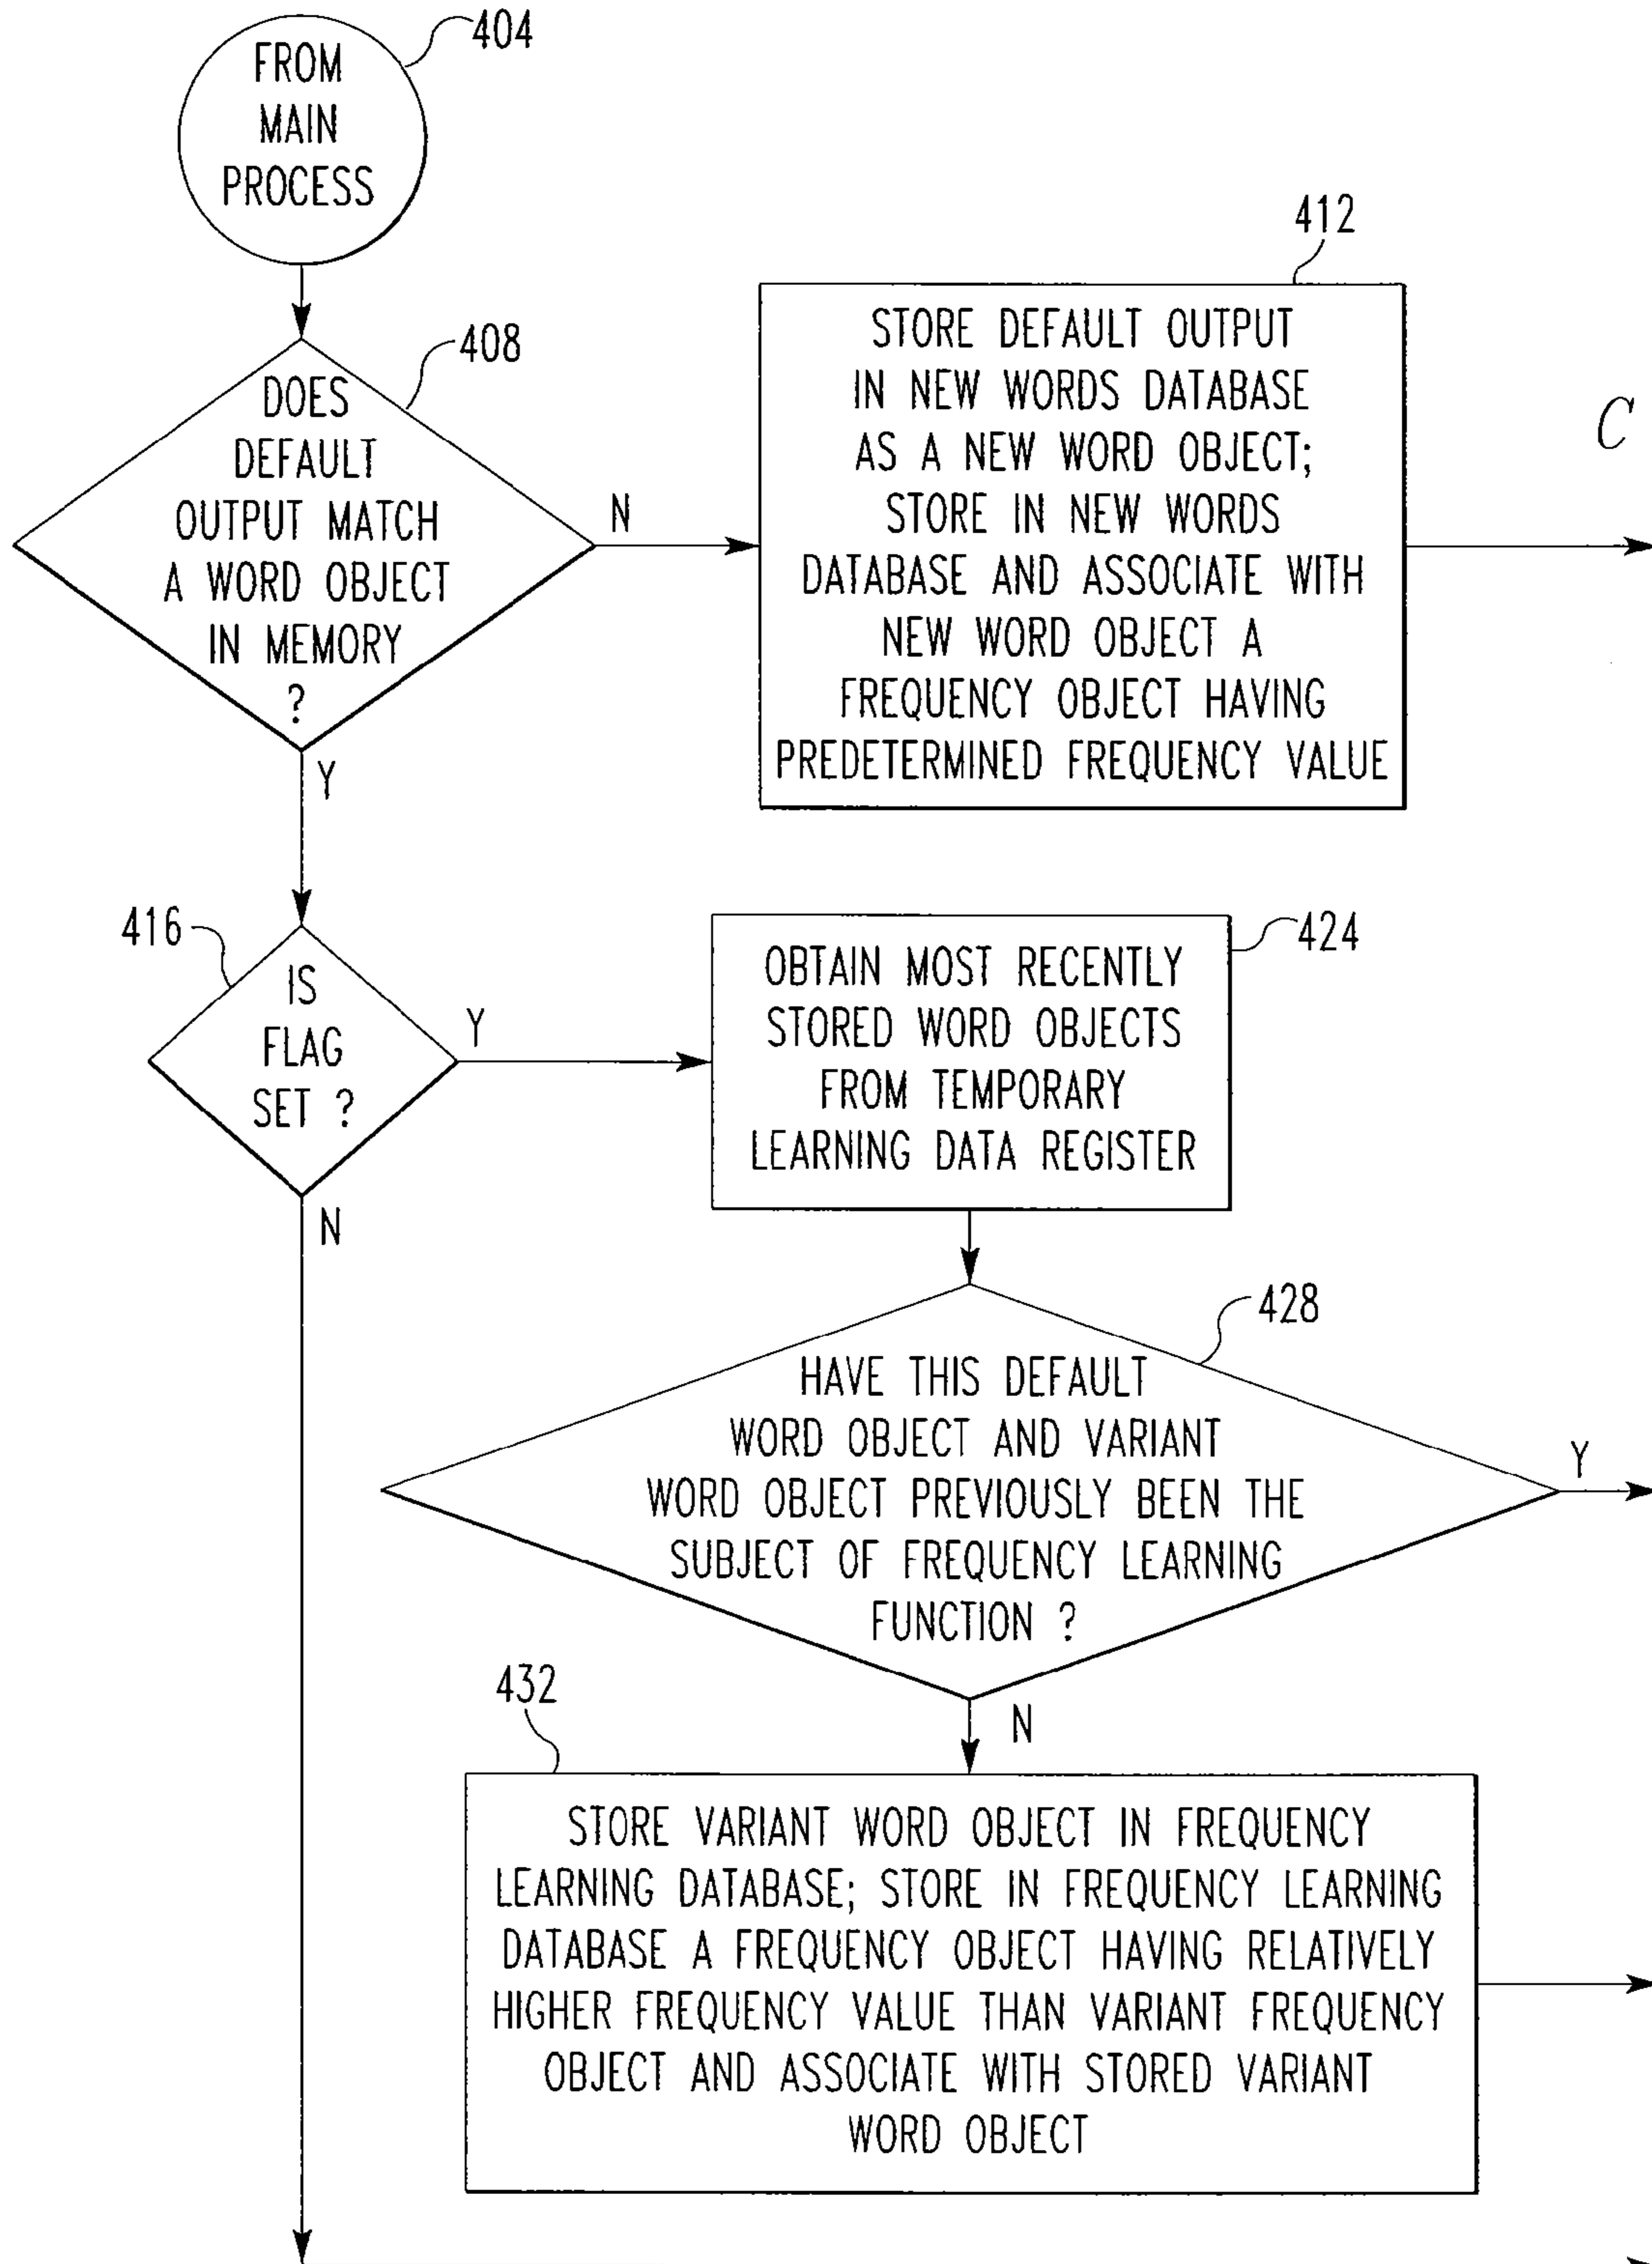 404
FROM
MAIN
PROCESS
408
DOES
DEFAULT
OUTPUT MATCH
A WORD OBJECT
IN MEMORY
?
N
Y
412
STORE DEFAULT OUTPUT
IN NEW WORDS DATABASE
AS A NEW WORD OBJECT;
STORE IN NEW WORDS
DATABASE AND ASSOCIATE WITH
NEW WORD OBJECT A
FREQUENCY OBJECT HAVING
PREDETERMINED FREQUENCY VALUE
C
416
IS
FLAG
SET ?
Y
N
424
OBTAIN MOST RECENTLY
STORED WORD OBJECTS
FROM TEMPORARY
LEARNING DATA REGISTER
428
HAVE THIS DEFAULT
WORD OBJECT AND VARIANT
WORD OBJECT PREVIOUSLY BEEN THE
SUBJECT OF FREQUENCY LEARNING
FUNCTION ?
Y
N
432
STORE VARIANT WORD OBJECT IN FREQUENCY
LEARNING DATABASE; STORE IN FREQUENCY LEARNING
DATABASE A FREQUENCY OBJECT HAVING RELATIVELY
HIGHER FREQUENCY VALUE THAN VARIANT FREQUENCY
OBJECT AND ASSOCIATE WITH STORED VARIANT
WORD OBJECT